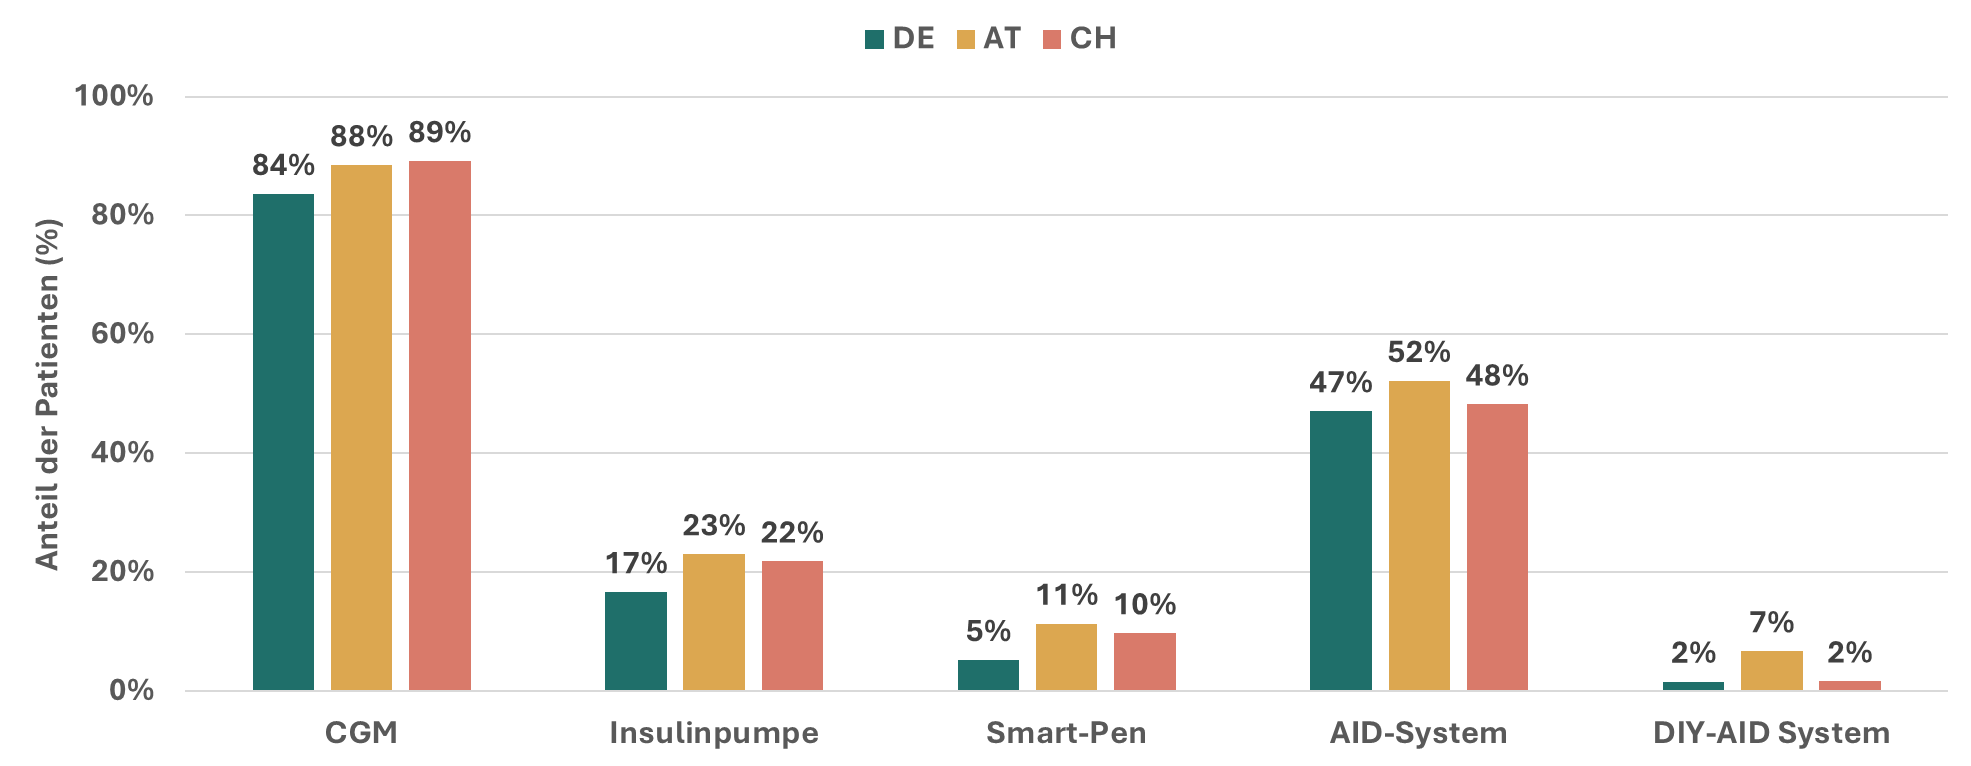 DE AT CH
Anteil der Patienten (%)
100%
80%
60%
40%
20%
0%
84% 88% 89%
17% 23% 22%
5% 11% 10%
47% 52% 48%
2% 7% 2%
CGM Insulinpumpe Smart-Pen AID-System DIY-AID System